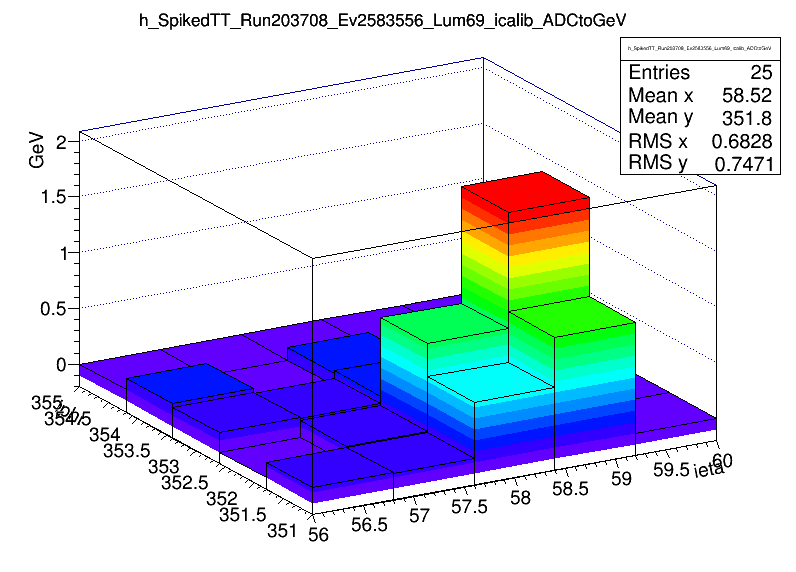 h_SpikedTT_Run203708_Ev2583556_Lum69_icalib_ADCtoGeV
h_SpikedTT_Run203708_Ev2583556_Lum69_icalib_ADCtoGeV
Entries 25
Mean x 58.52
Mean y 351.8
RMS x 0.6828
RMS y 0.7471
GeV
2
1.5
1
0.5
0
355
354.5
354
353.5
353
352.5
352
351.5
351
56
56.5
57
57.5
58
58.5
59
59.5
60
ieta